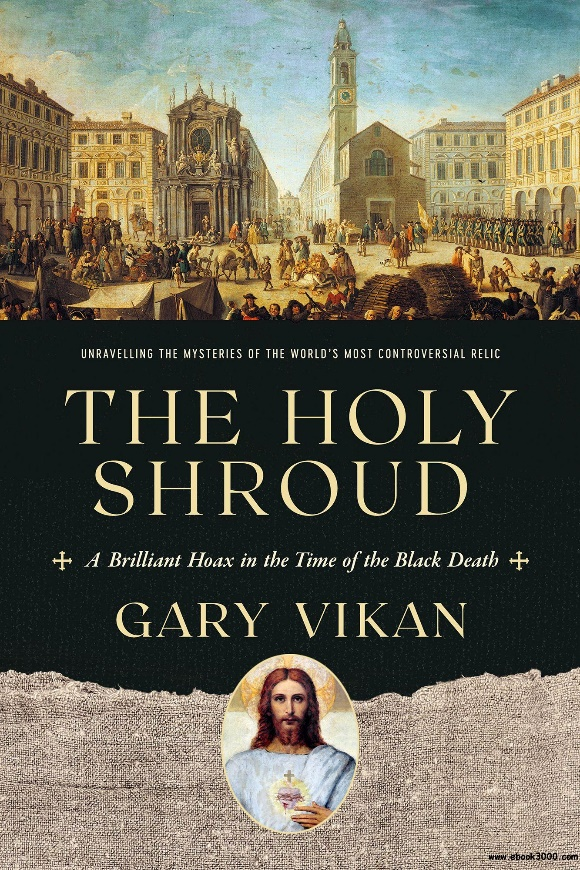 UNRAVELLING THE MYSTERIES OF THE WORLD'S MOST CONTROVERSIAL RELIC
THE HOLY
SHROUD
A Brilliant Hoax in the Time of the Black Death
GARY VIKAN
www.ebook3000.com